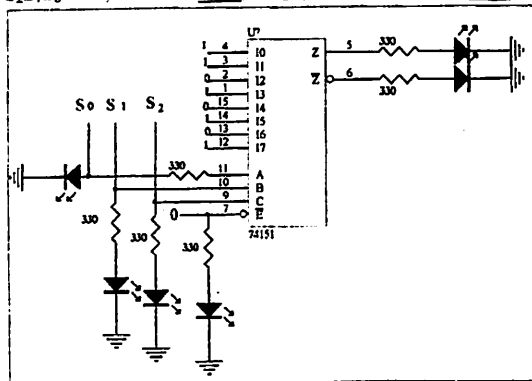 U?
1 4 I0
1 3 I1
0 2 I2
1 1 I3
0 15 I4
1 14 I5
0 13 I6
1 12 I7
Z 5 330
Z̅ 6
330
S0 S1 S2
330 11 A
10 B
9 C
0 7 E̅
74151
330 330 330